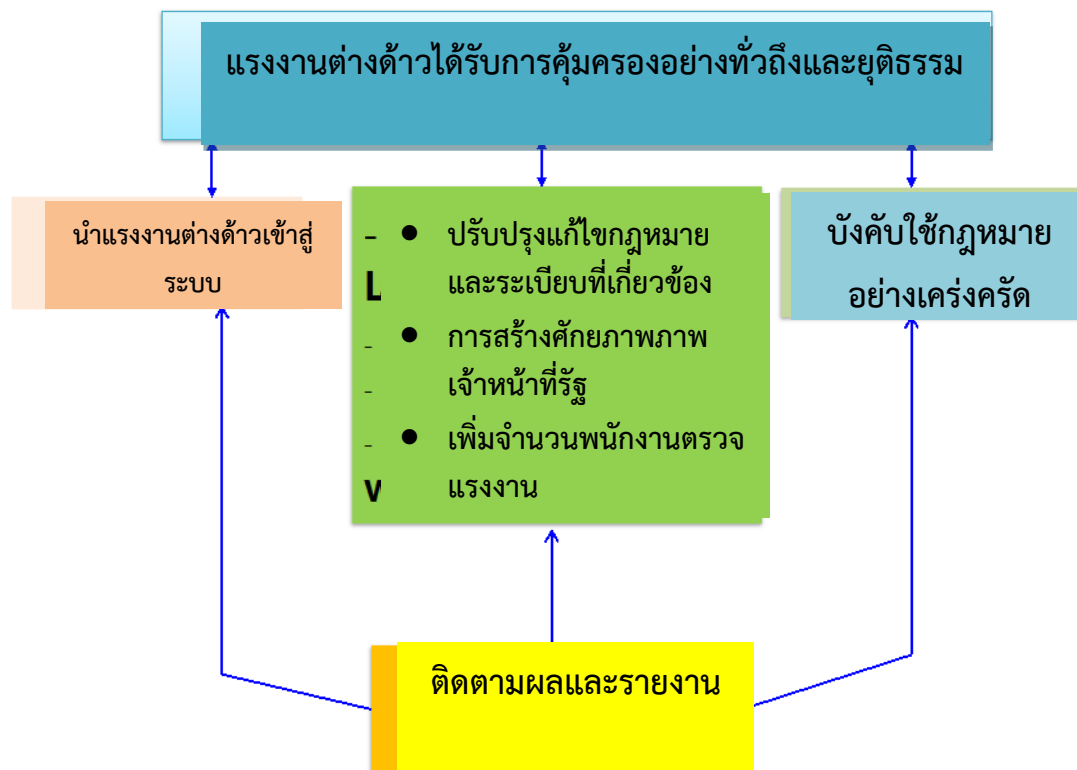 แรงงานต่างด้าวได้รับการคุ้มครองอย่างทั่วถึงและยุติธรรม
นำแรงงานต่างด้าวเข้าสู่
ระบบ
● ปรับปรุงแก้ไขกฎหมาย
และระเบียบที่เกี่ยวข้อง
● การสร้างศักยภาพภาพ
เจ้าหน้าที่รัฐ
● เพิ่มจำนวนพนักงานตรวจ
แรงงาน
บังคับใช้กฎหมาย
อย่างเคร่งครัด
ติดตามผลและรายงาน